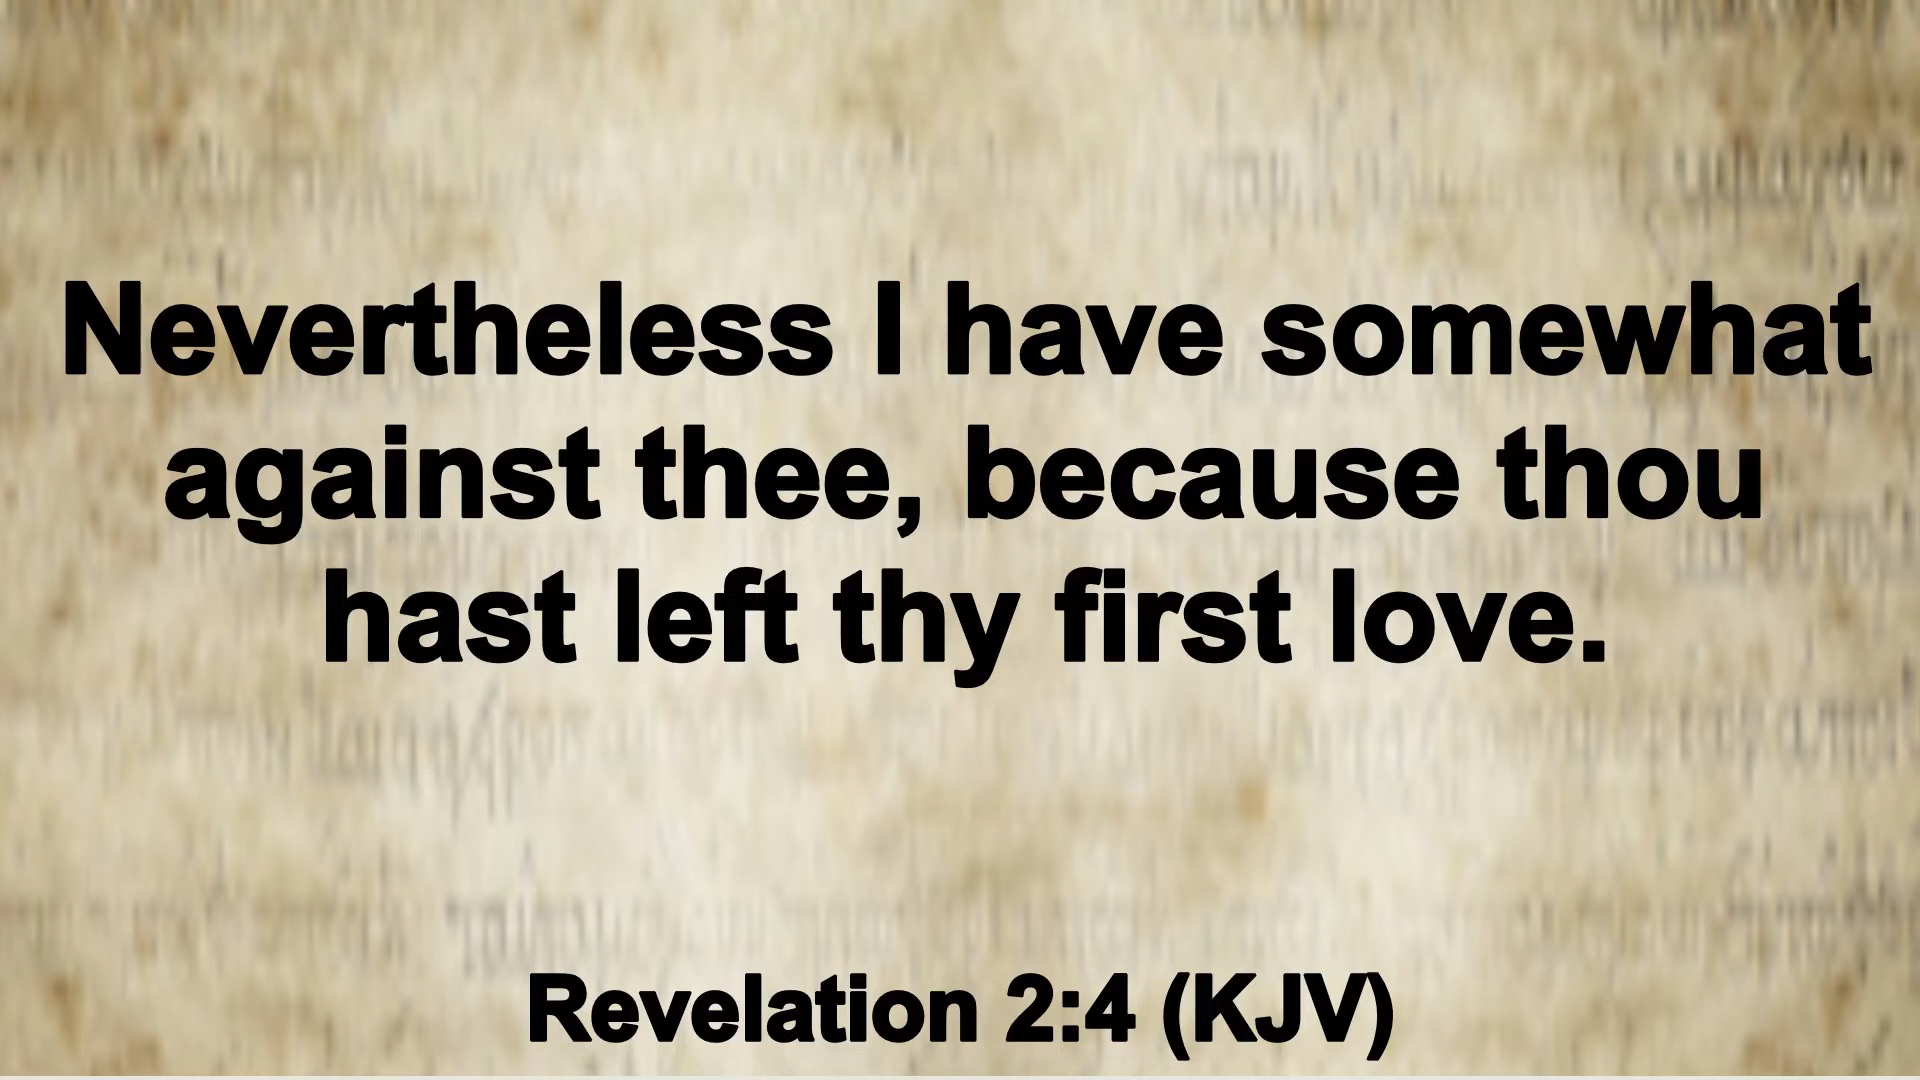 Nevertheless I have somewhat
against thee, because thou
hast left thy first love.
Revelation 2:4 (KJV)